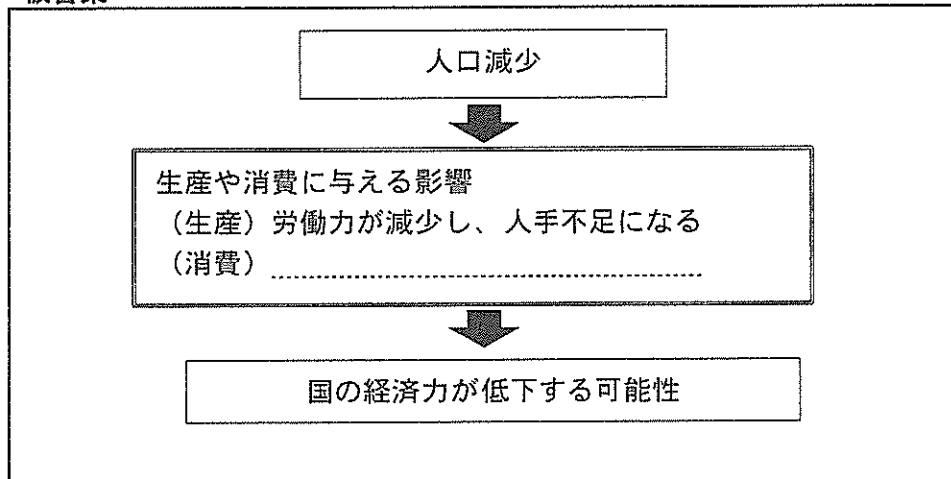 人口減少
生産や消費に与える影響
（生産）労働力が減少し、人手不足になる
（消費）
国の経済力が低下する可能性